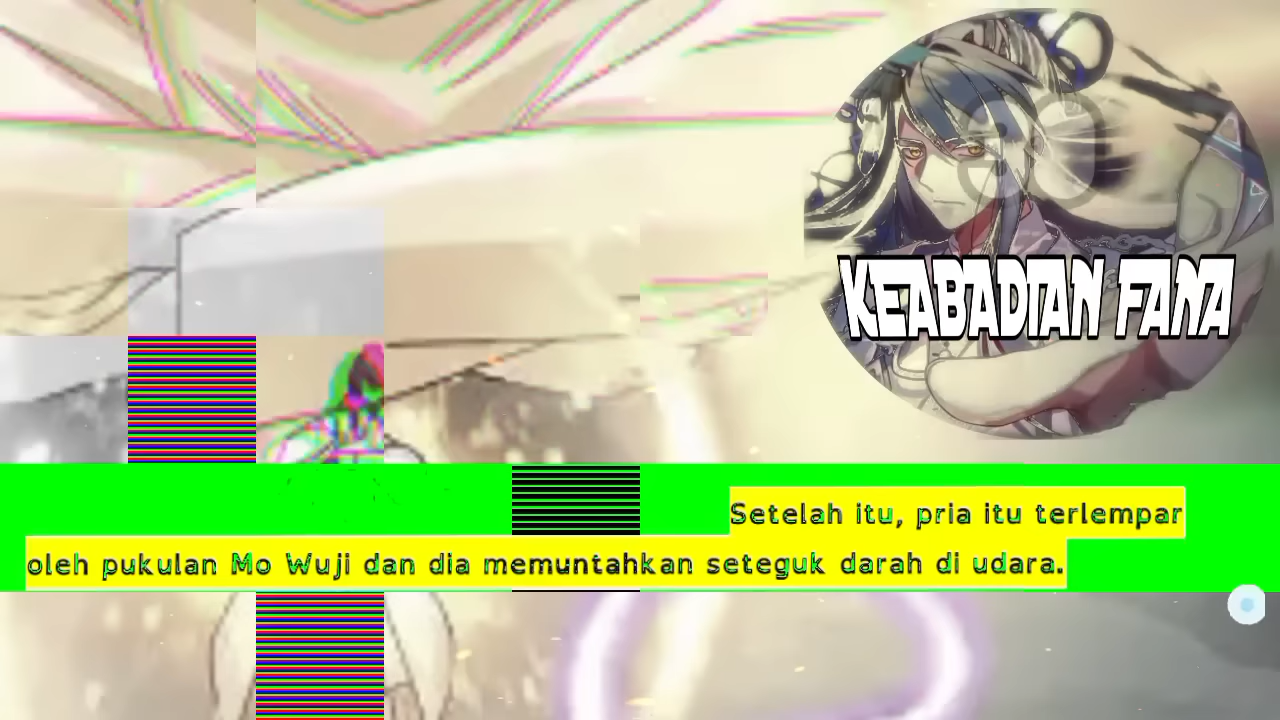 KEABADIAN FANA
Setelah itu, pria itu terlempar
oleh pukulan Mo Wuji dan dia memuntahkan seteguk darah di udara.